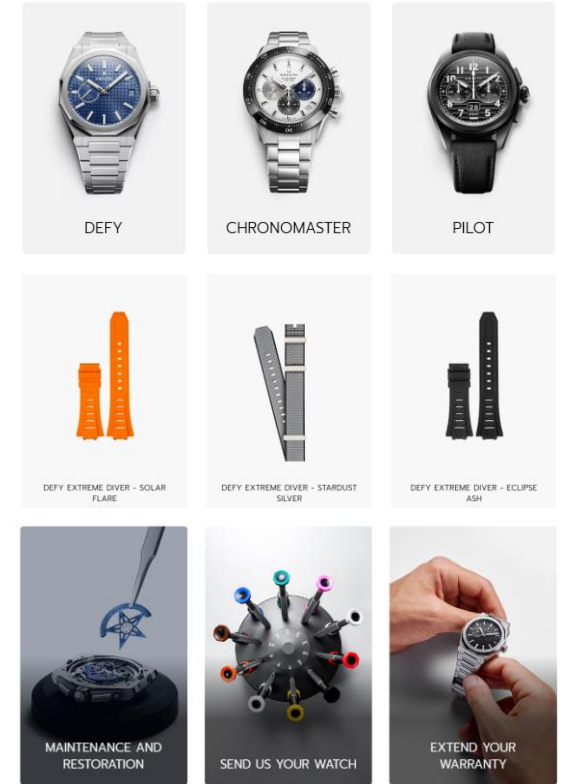 DEFY
CHRONOMASTER
PILOT
DEFY EXTREME DIVER - SOLAR
FLARE
DEFY EXTREME DIVER - STARDUST
SILVER
DEFY EXTREME DIVER - ECLIPSE
ASH
MAINTENANCE AND
RESTORATION
SEND US YOUR WATCH
EXTEND YOUR
WARRANTY